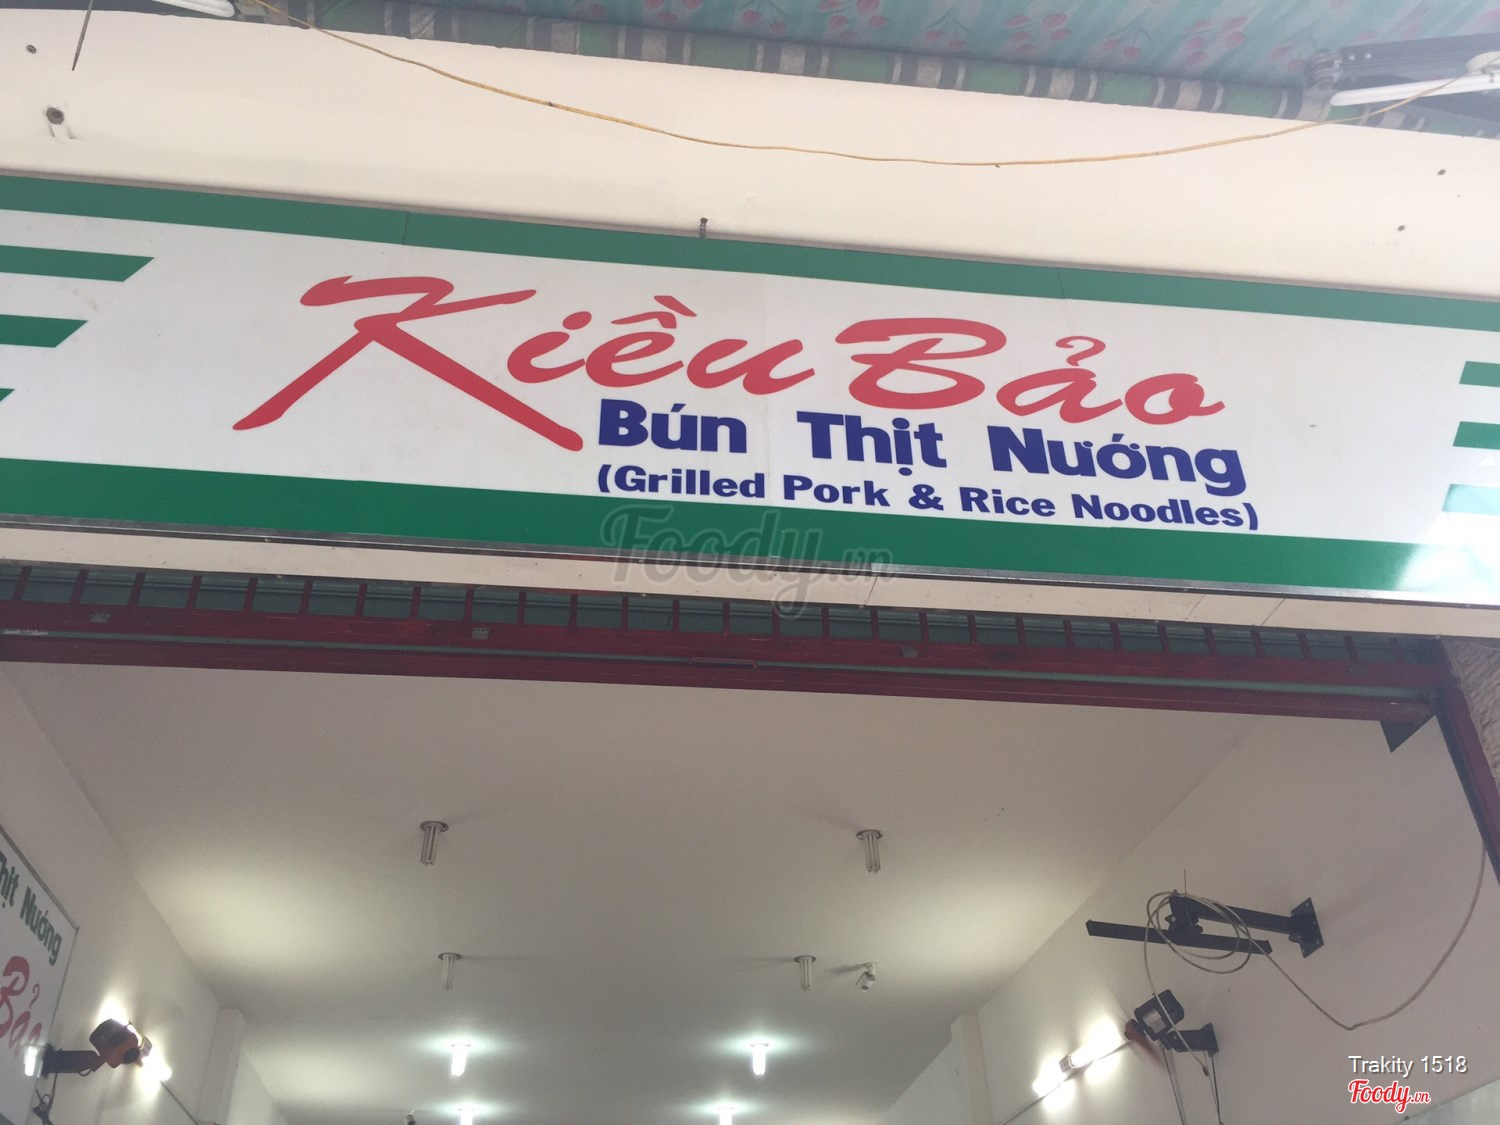 Kiều Bảo
Bún Thịt Nướng
(Grilled Pork & Rice Noodles)
Foody.vn
Thịt Nướng
Bảo
Trakity 1518
Foody.vn